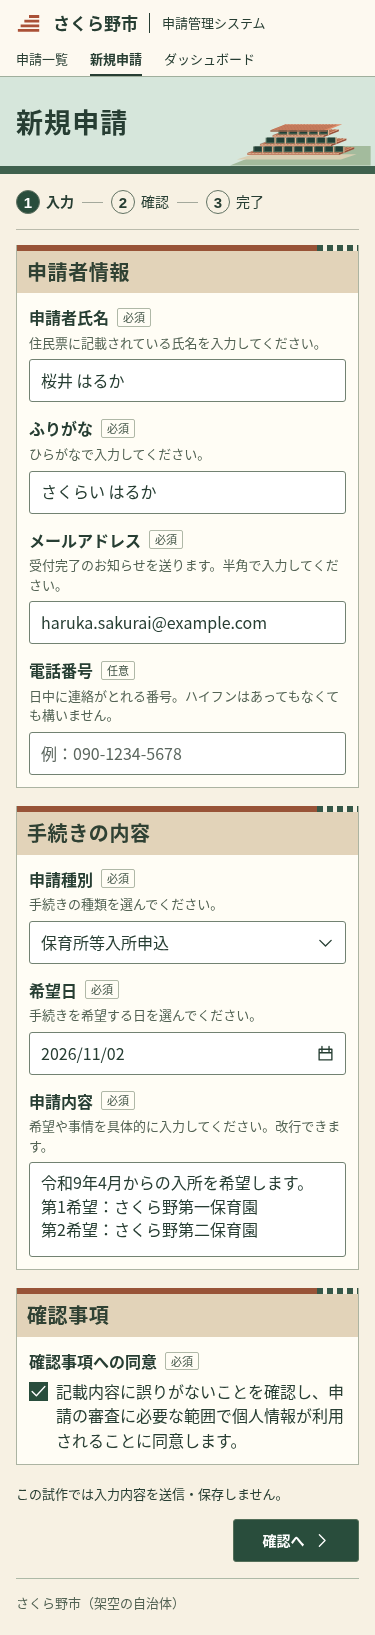 さくら野市 申請管理システム
申請一覧 新規申請 ダッシュボード
新規申請
1 入力 2 確認 3 完了
申請者情報
申請者氏名 必須
住民票に記載されている氏名を入力してください。
桜井 はるか
ふりがな 必須
ひらがなで入力してください。
さくらい はるか
メールアドレス 必須
受付完了のお知らせを送ります。半角で入力してくだ
さい。
haruka.sakurai@example.com
電話番号 任意
日中に連絡がとれる番号。ハイフンはあってもなくて
も構いません。
例：090-1234-5678
手続きの内容
申請種別 必須
手続きの種類を選んでください。
保育所等入所申込
希望日 必須
手続きを希望する日を選んでください。
2026/11/02
申請内容 必須
希望や事情を具体的に入力してください。改行できま
す。
令和9年4月からの入所を希望します。
第1希望：さくら野第一保育園
第2希望：さくら野第二保育園
確認事項
確認事項への同意 必須
記載内容に誤りがないことを確認し、申
請の審査に必要な範囲で個人情報が利用
されることに同意します。
この試作では入力内容を送信・保存しません。
確認へ
さくら野市（架空の自治体）